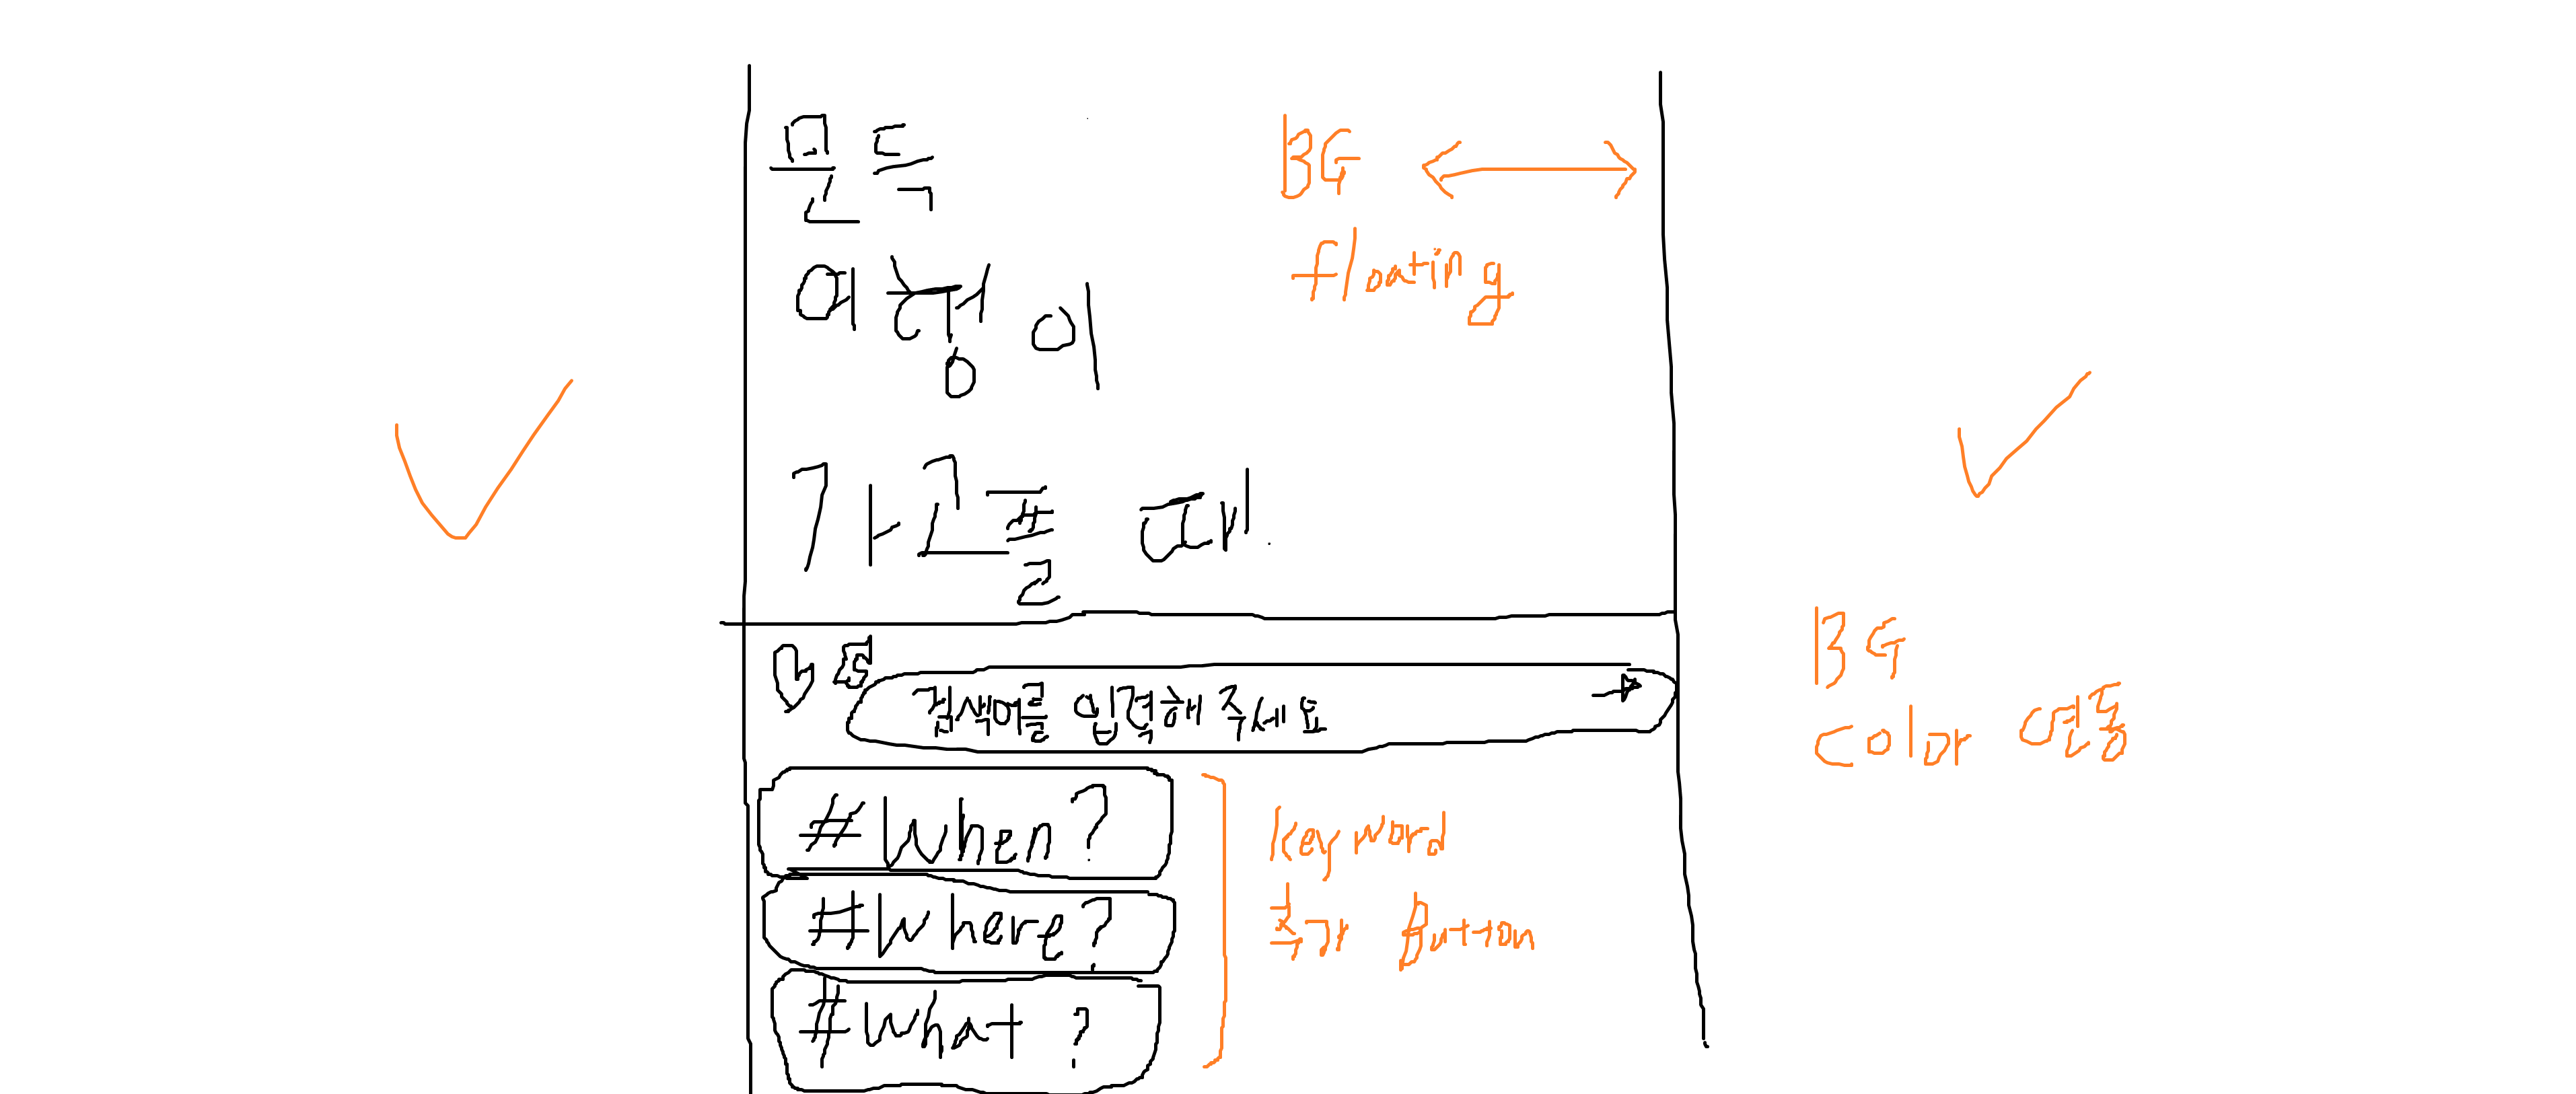 문득
BG
floating
여행이
가고플 때
검색어를 입력해 주세요
BG
color 연동
#When?
#Where?
#What?
keyword
추가 Button